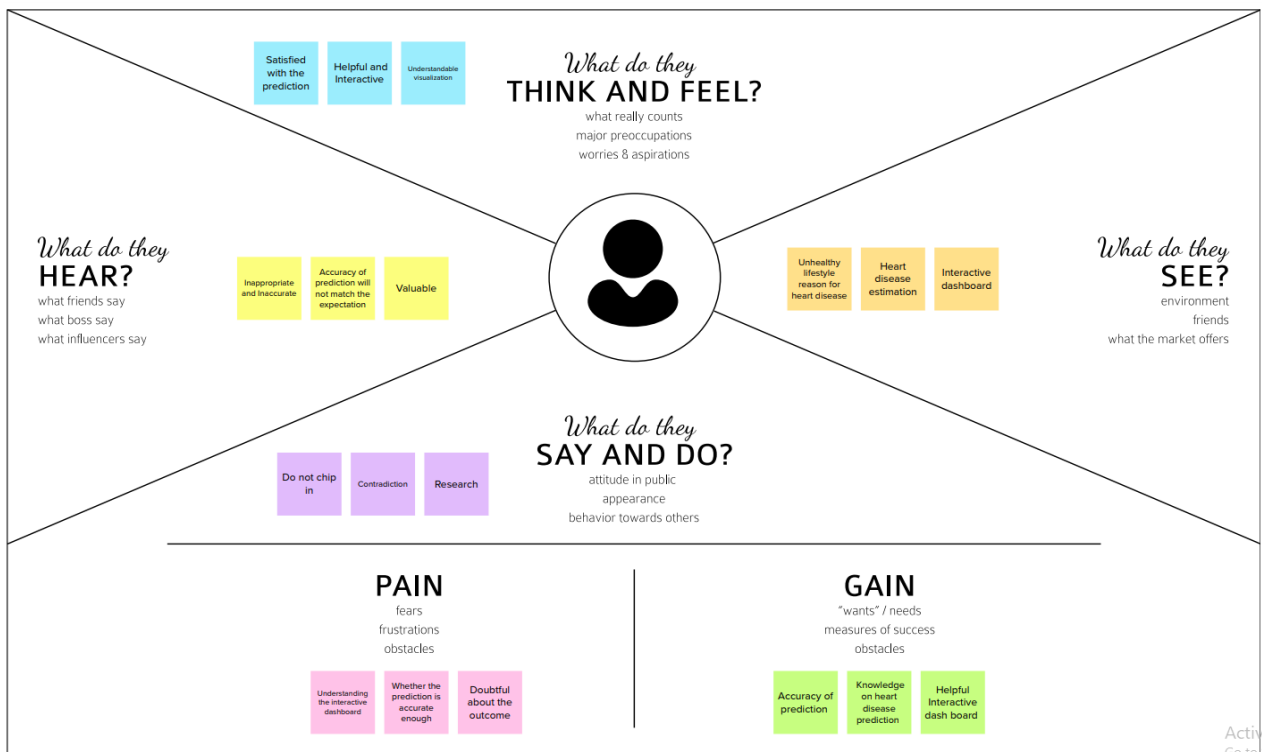 What do they
THINK AND FEEL?
what really counts
major preoccupations
worries & aspirations
Satisfied
with the
prediction
Helpful and
Interactive
Understandable
visualization
What do they
HEAR?
what friends say
what boss say
what influencers say
Inappropriate
and Inaccurate
Accuracy of
prediction will
not match the
expectation
Valuable
Unhealthy
lifestyle
reason for
heart disease
Heart
disease
estimation
Interactive
dashboard
What do they
SEE?
environment
friends
what the market offers
What do they
SAY AND DO?
attitude in public
appearance
behavior towards others
Do not chip
in
Contradiction
Research
PAIN
fears
frustrations
obstacles
Understanding
the interactive
dashboard
Whether the
prediction is
accurate
enough
Doubtful
about the
outcome
GAIN
"wants" / needs
measures of success
obstacles
Accuracy of
prediction
Knowledge
on heart
disease
prediction
Helpful
Interactive
dash board